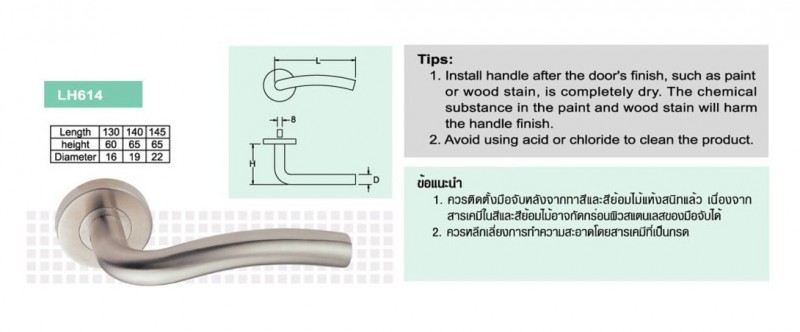 LH614
Length 130 140 145
height 60 65 65
Diameter 16 19 22
L
8
H
D
Tips:
1. Install handle after the door's finish, such as paint
or wood stain, is completely dry. The chemical
substance in the paint and wood stain will harm
the handle finish.
2. Avoid using acid or chloride to clean the product.
ข้อแนะนำ
1. ควรติดตั้งมือจับหลังจากทาสีและสีย้อมไม้แห้งสนิทแล้ว เนื่องจาก
สารเคมีในสีและสีย้อมไม้อาจกัดกร่อนผิวสแตนเลสของมือจับได้
2. ควรหลีกเลี่ยงการทำความสะอาดโดยสารเคมีที่เป็นกรด